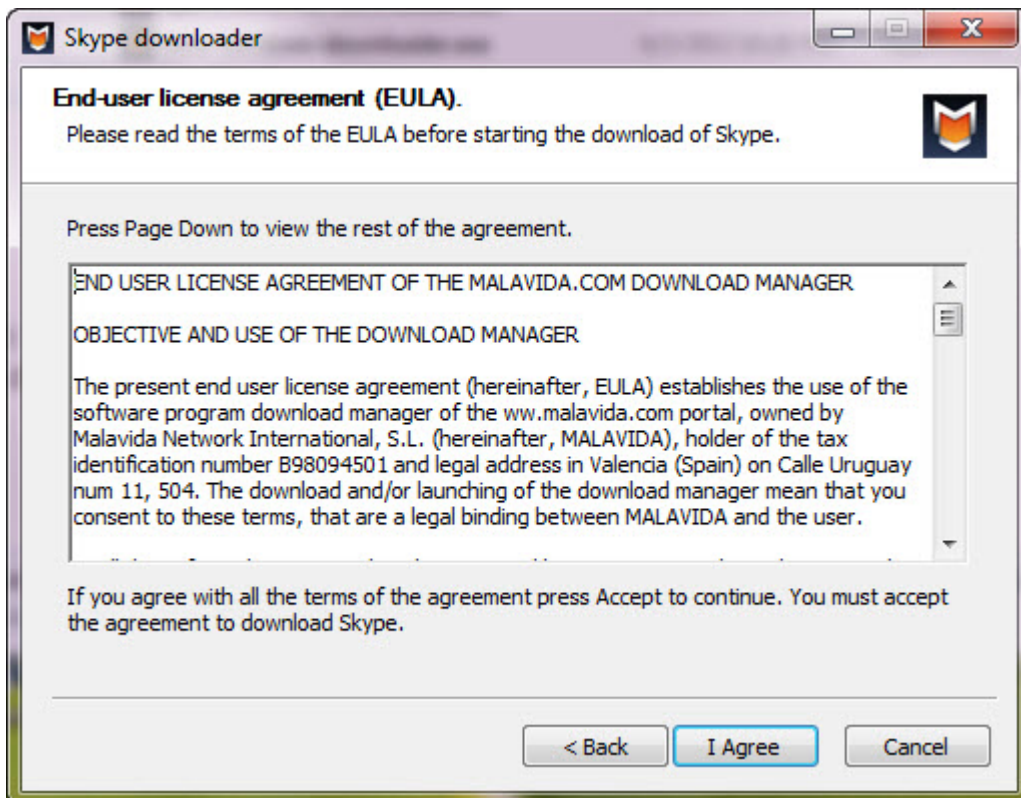 Skype downloader
End-user license agreement (EULA).
Please read the terms of the EULA before starting the download of Skype.
Press Page Down to view the rest of the agreement.
END USER LICENSE AGREEMENT OF THE MALAVIDA.COM DOWNLOAD MANAGER
OBJECTIVE AND USE OF THE DOWNLOAD MANAGER
The present end user license agreement (hereinafter, EULA) establishes the use of the
software program download manager of the ww.malavida.com portal, owned by
Malavida Network International, S.L. (hereinafter, MALAVIDA), holder of the tax
identification number B98094501 and legal address in Valencia (Spain) on Calle Uruguay
num 11, 504. The download and/or launching of the download manager mean that you
consent to these terms, that are a legal binding between MALAVIDA and the user.
If you agree with all the terms of the agreement press Accept to continue. You must accept
the agreement to download Skype.
< Back
I Agree
Cancel